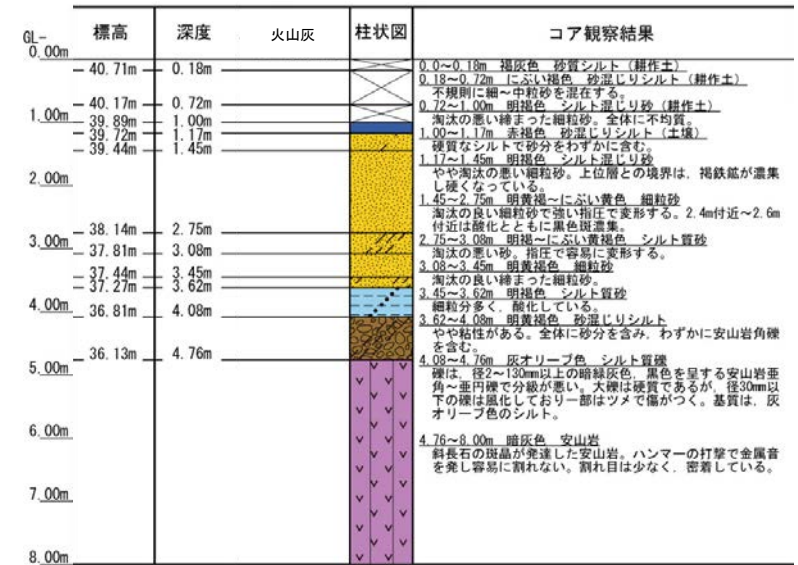 GL-
標高
深度
火山灰
柱状図
コア観察結果
0.00m
40.71m
0.18m
40.17m
0.72m
1.00m
39.89m
1.00m
39.72m
1.17m
39.44m
1.45m
2.00m
38.14m
2.75m
3.00m
37.81m
3.08m
37.44m
3.45m
37.27m
3.62m
4.00m
36.81m
4.08m
36.13m
4.76m
5.00m
6.00m
7.00m
8.00m
0.0～0.18m 褐灰色 砂質シルト（耕作土）
0.18～0.72m にぶい褐色 砂混じりシルト（耕作土）
不規則に細～中粒砂を混在する。
0.72～1.00m 明褐色 シルト混じり砂（耕作土）
淘汰の悪い締まった細粒砂。全体に不均質。
1.00～1.17m 赤褐色 砂混じりシルト（土壌）
硬質なシルトで砂分をわずかに含む。
1.17～1.45m 明褐色 シルト混じり砂
やや淘汰の悪い細粒砂。上位層との境界は、褐鉄鉱が濃集
し硬くなっている。
1.45～2.75m 明黄褐～にぶい黄色 細粒砂
淘汰の良い細粒砂で強い指圧で変形する。2.4m付近～2.6m
付近は酸化とともに黒色斑濃集。
2.75～3.08m 明褐～にぶい黄褐色 シルト質砂
淘汰の悪い砂。指圧で容易に変形する。
3.08～3.45m 明黄褐色 細粒砂
淘汰の良い締まった細粒砂。
3.45～3.62m 明褐色 シルト質砂
細粒分多く、酸化している。
3.62～4.08m 明黄褐色 砂混じりシルト
やや粘性がある。全体に砂分を含み、わずかに安山岩角礫
を含む。
4.08～4.76m 灰オリーブ色 シルト質礫
礫は、径2～130mm以上の暗緑灰色、黒色を呈する安山岩亜
角～亜円礫で分級が悪い。大礫は硬質であるが、径30mm以
下の礫は風化しており一部はツメで傷がつく。基質は、灰
オリーブ色のシルト。
4.76～8.00m 暗灰色 安山岩
斜長石の斑晶が発達した安山岩。ハンマーの打撃で金属音
を発し容易に割れない。割れ目は少なく、密着している。